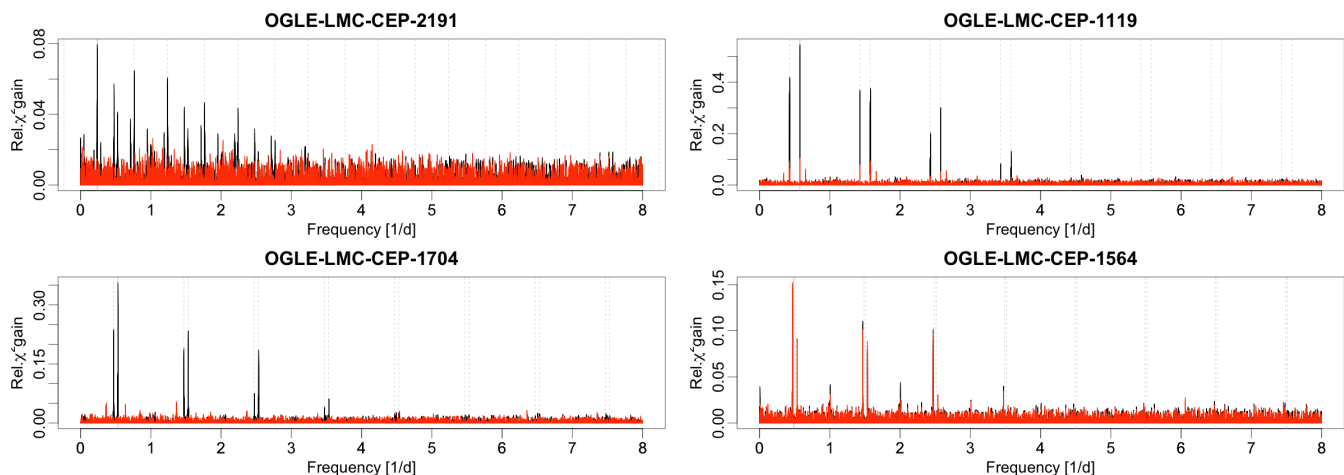 OGLE-LMC-CEP-2191
Rel.χ²gain
0.00 0.04 0.08
0 1 2 3 4 5 6 7 8
Frequency [1/d]
OGLE-LMC-CEP-1119
Rel.χ²gain
0.0 0.2 0.4
0 1 2 3 4 5 6 7 8
Frequency [1/d]
OGLE-LMC-CEP-1704
Rel.χ²gain
0.00 0.15 0.30
0 1 2 3 4 5 6 7 8
Frequency [1/d]
OGLE-LMC-CEP-1564
Rel.χ²gain
0.00 0.05 0.10 0.15
0 1 2 3 4 5 6 7 8
Frequency [1/d]